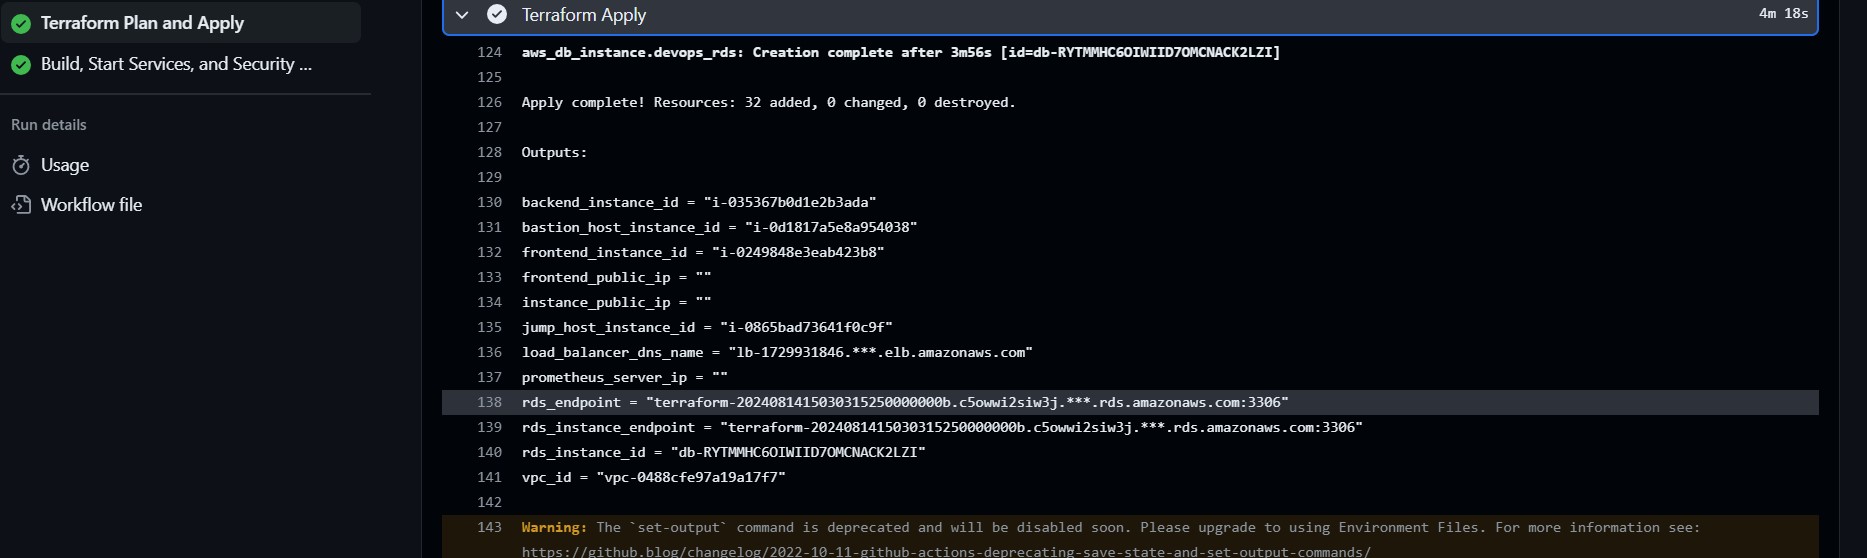 Terraform Plan and Apply
Build, Start Services, and Security ...
Run details
Usage
Workflow file
Terraform Apply
4m 18s
124 aws_db_instance.devops_rds: Creation complete after 3m56s [id=db-RYTMMHC6OIWIID7OMCNACK2LZI]
125
126 Apply complete! Resources: 32 added, 0 changed, 0 destroyed.
127
128 Outputs:
129
130 backend_instance_id = "i-035367b0d1e2b3ada"
131 bastion_host_instance_id = "i-0d1817a5e8a954038"
132 frontend_instance_id = "i-0249848e3eab423b8"
133 frontend_public_ip = ""
134 instance_public_ip = ""
135 jump_host_instance_id = "i-0865bad73641f0c9f"
136 load_balancer_dns_name = "lb-1729931846.***.elb.amazonaws.com"
137 prometheus_server_ip = ""
138 rds_endpoint = "terraform-20240814150303152500000000b.c5owwi2siw3j.***.rds.amazonaws.com:3306"
139 rds_instance_endpoint = "terraform-20240814150303152500000000b.c5owwi2siw3j.***.rds.amazonaws.com:3306"
140 rds_instance_id = "db-RYTMMHC6OIWIID7OMCNACK2LZI"
141 vpc_id = "vpc-0488cfe97a19a17f7"
142
143 Warning: The `set-output` command is deprecated and will be disabled soon. Please upgrade to using Environment Files. For more information see:
https://github.blog/changelog/2022-10-11-github-actions-deprecating-save-state-and-set-output-commands/